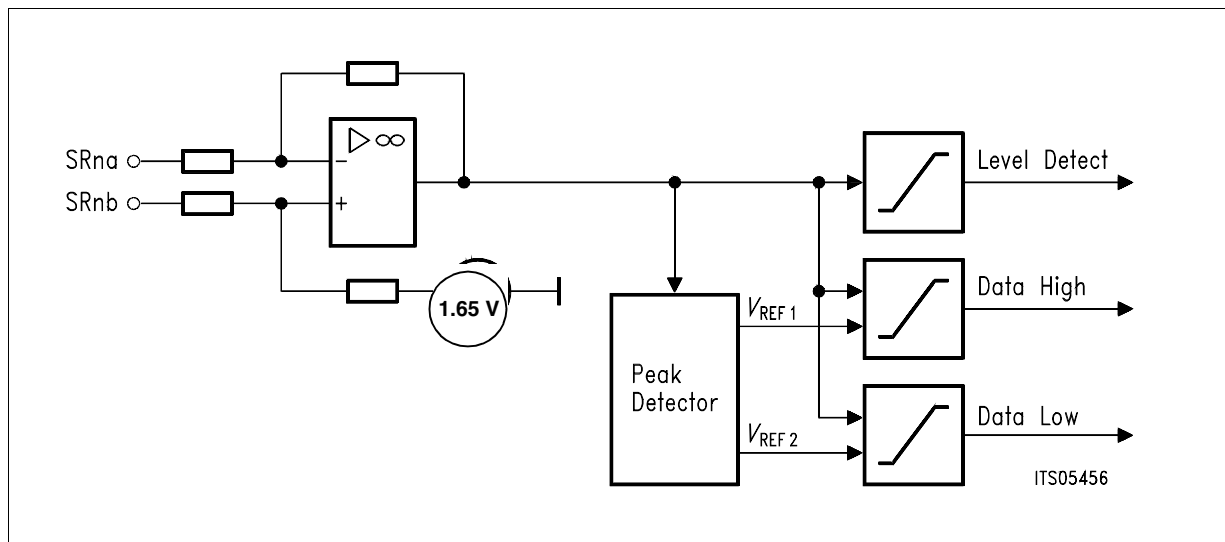 SRna
SRnb
▷ ∞
−
+
1.65 V
Peak
Detector
VREF 1
VREF 2
Level Detect
Data High
Data Low
ITS05456